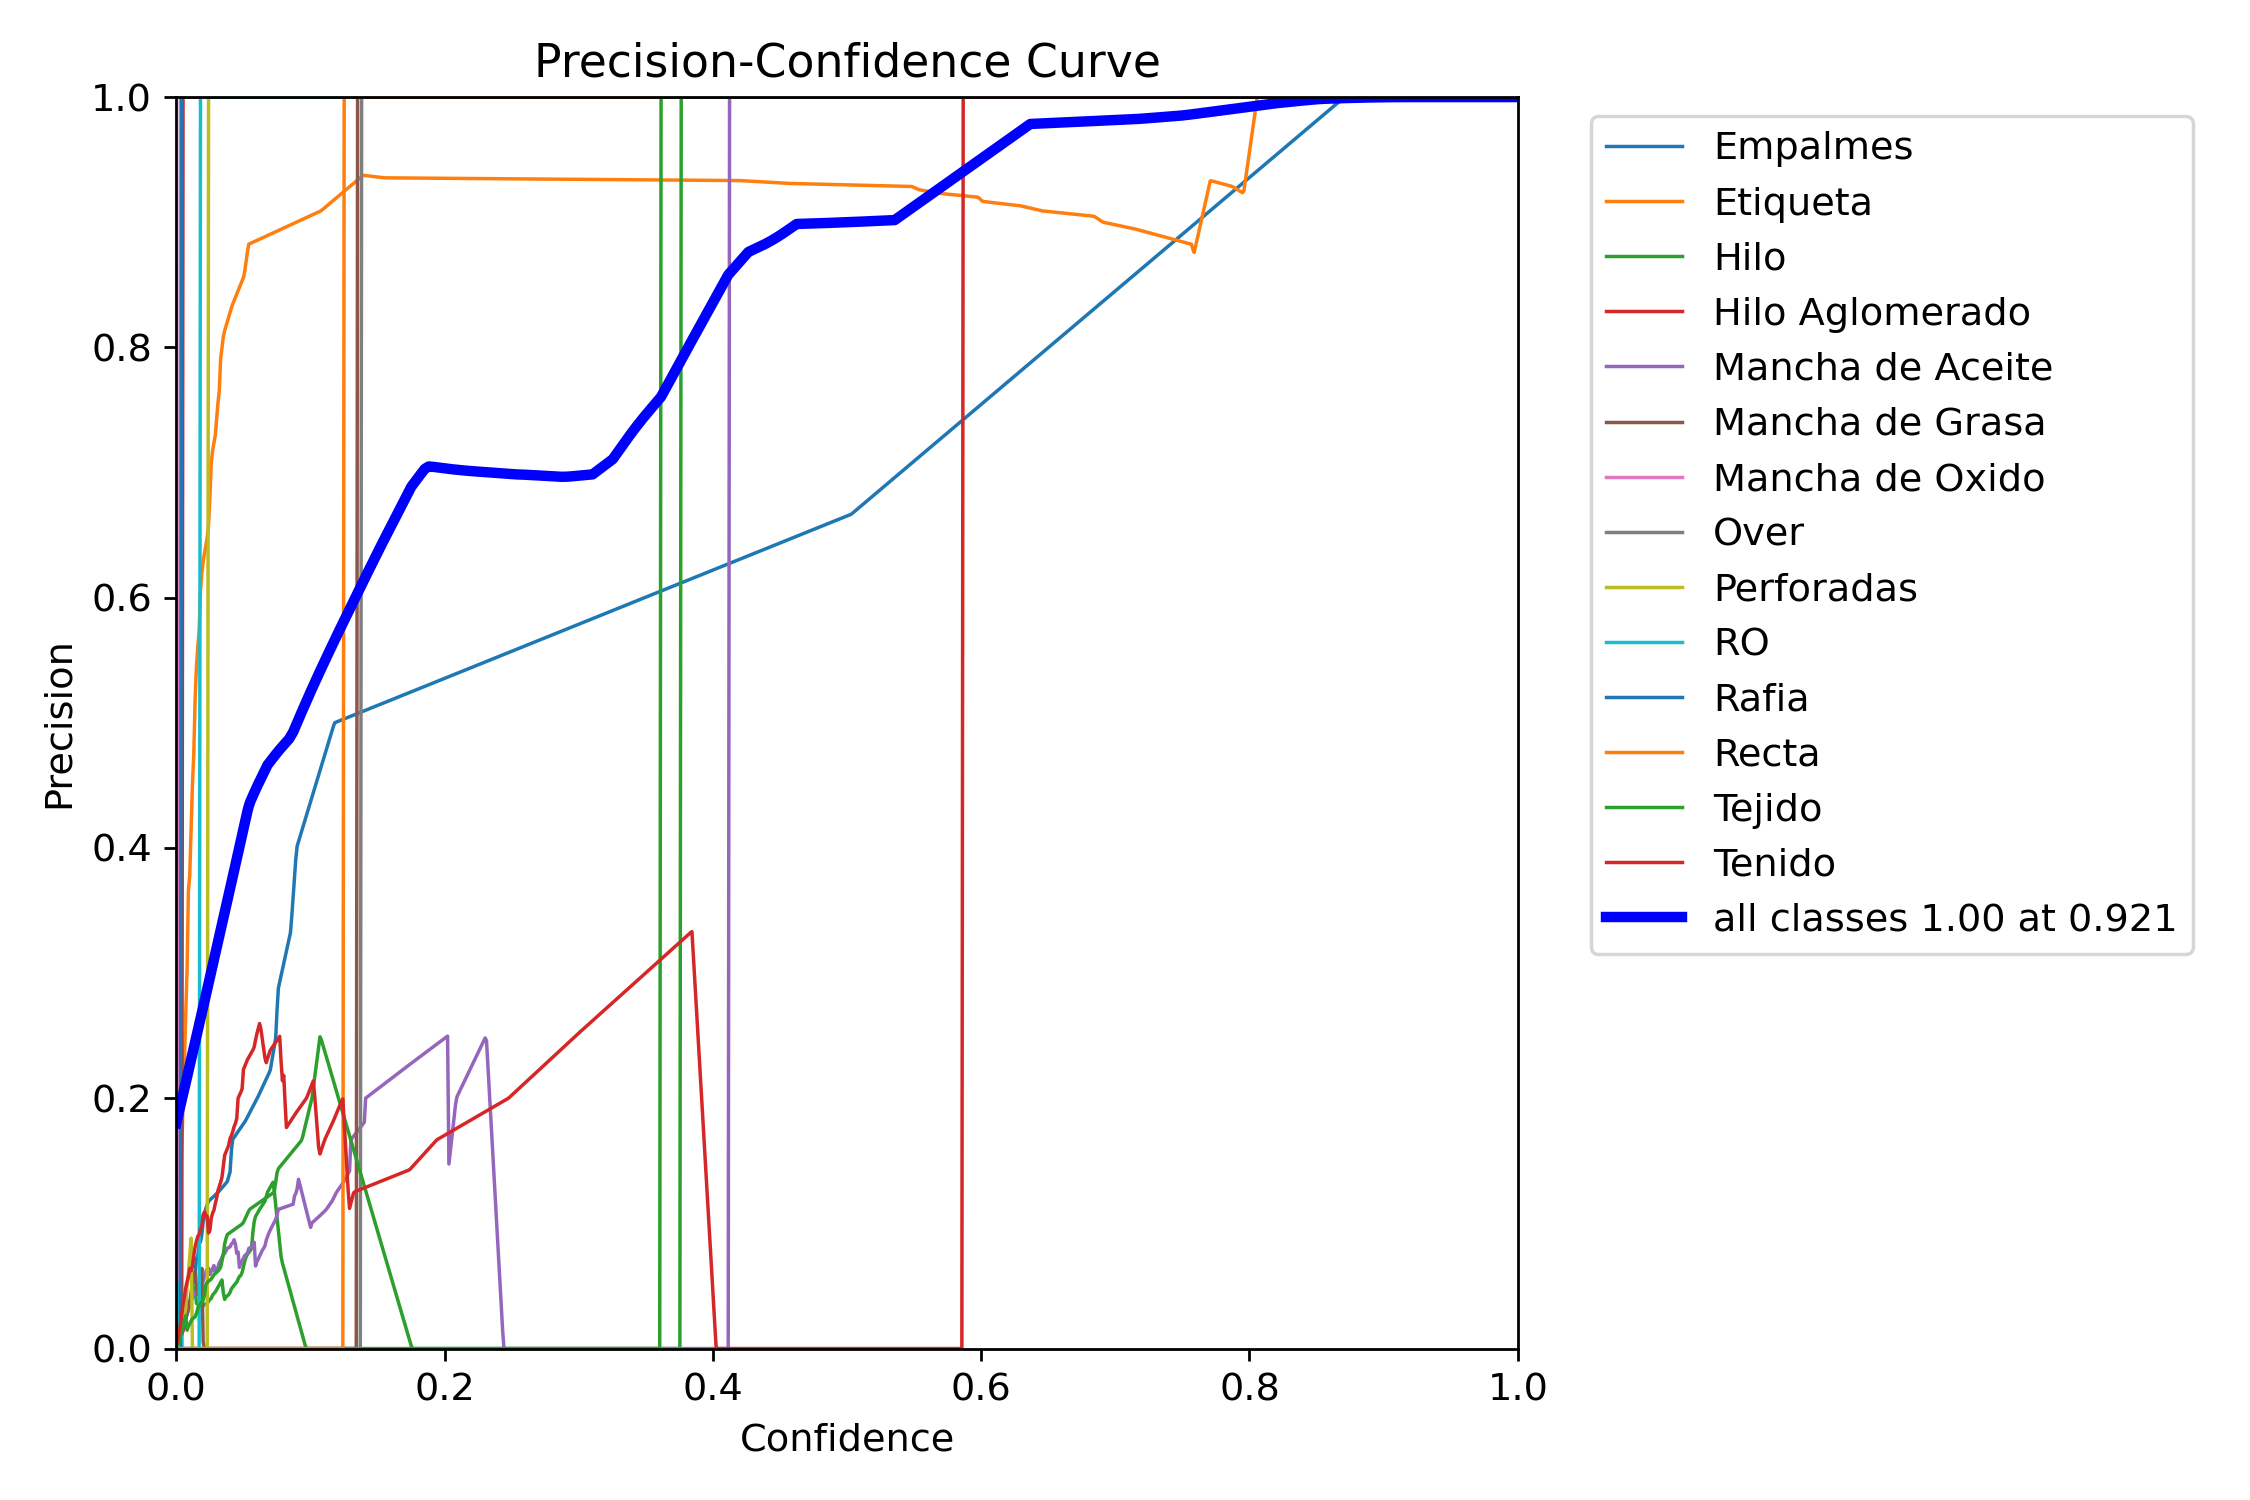 Precision-Confidence Curve
1.0
0.8
0.6
0.4
0.2
0.0
Precision
0.0 0.2 0.4 0.6 0.8 1.0
Confidence
Empalmes
Etiqueta
Hilo
Hilo Aglomerado
Mancha de Aceite
Mancha de Grasa
Mancha de Oxido
Over
Perforadas
RO
Rafia
Recta
Tejido
Tenido
all classes 1.00 at 0.921